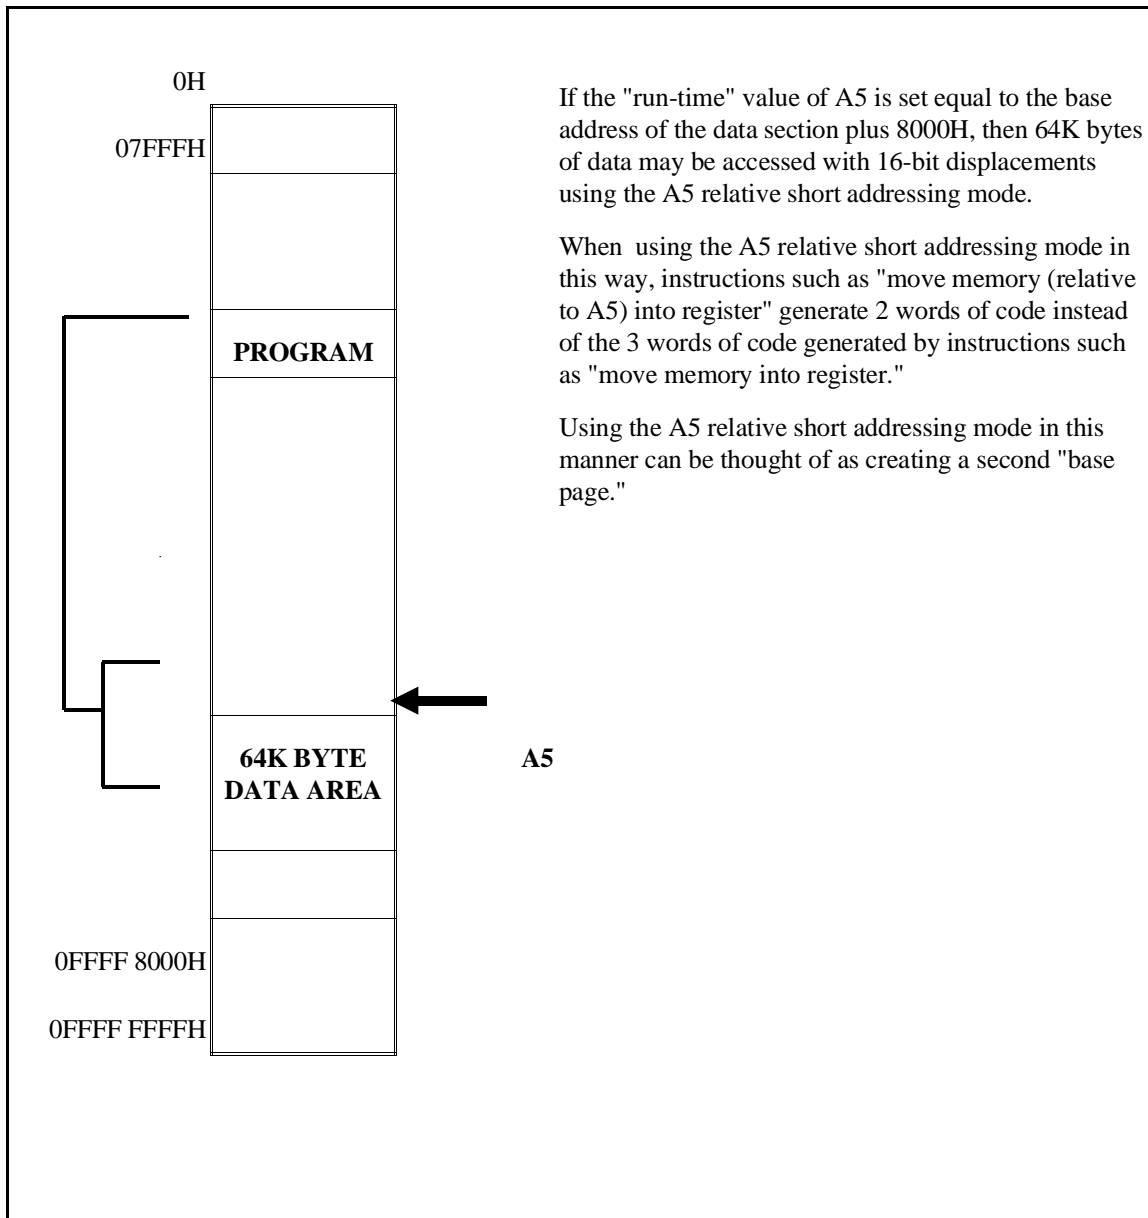 0H
07FFFH
PROGRAM
64K BYTE
DATA AREA
A5
0FFFF 8000H
0FFFF FFFFH
If the "run-time" value of A5 is set equal to the base
address of the data section plus 8000H, then 64K bytes
of data may be accessed with 16-bit displacements
using the A5 relative short addressing mode.
When  using the A5 relative short addressing mode in
this way, instructions such as "move memory (relative
to A5) into register" generate 2 words of code instead
of the 3 words of code generated by instructions such
as "move memory into register."
Using the A5 relative short addressing mode in this
manner can be thought of as creating a second "base
page."